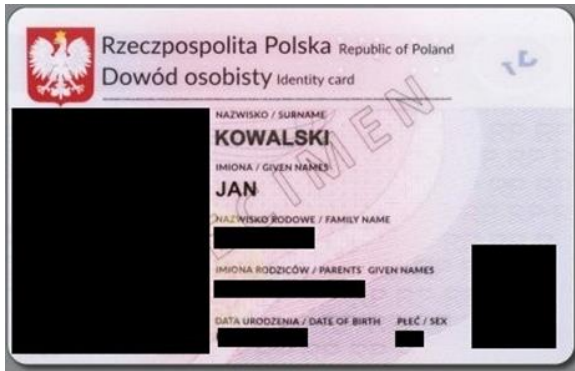 Rzeczpospolita Polska Republic of Poland
Dowód osobisty Identity card
NAZWISKO / SURNAME
KOWALSKI
IMIONA / GIVEN NAMES
JAN
NAZWISKO RODOWE / FAMILY NAME
IMIONA RODZICÓW / PARENTS' GIVEN NAMES
DATA URODZENIA / DATE OF BIRTH PŁEĆ / SEX
SPECIMEN